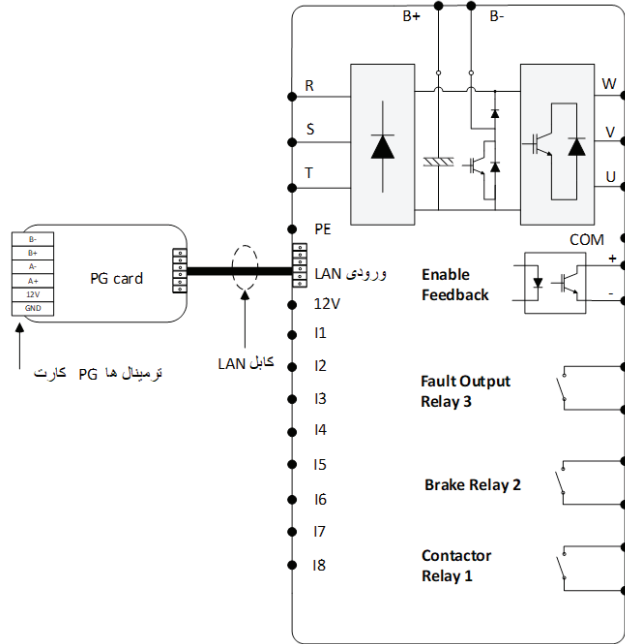 B+ B-
R
S
T
PE
W
V
U
COM
+
-
Enable
Feedback
B-
B+
A-
A+
12V
GND
PG card
ورودی LAN
کابل LAN
ترمینال ها PG کارت
12V
I1
I2
I3
I4
I5
I6
I7
I8
Fault Output
Relay 3
Brake Relay 2
Contactor
Relay 1